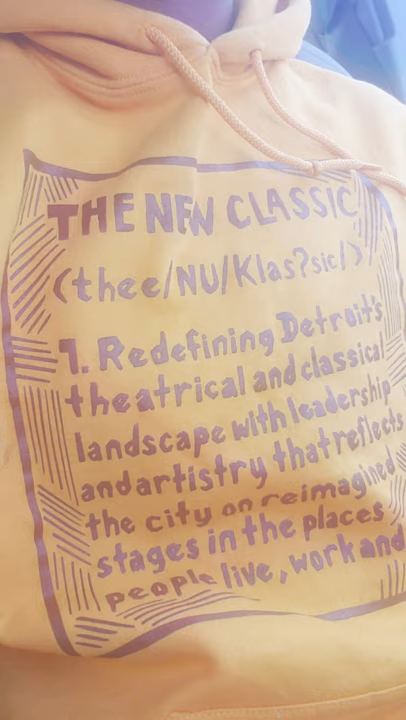 THE NEW CLASSIC
(thee/NU/Klas?sic/)
1. Redefining Detroit's
theatrical and classical
landscape with leadership
and artistry that reflects
the city on reimagined
stages in the places
people live, work and